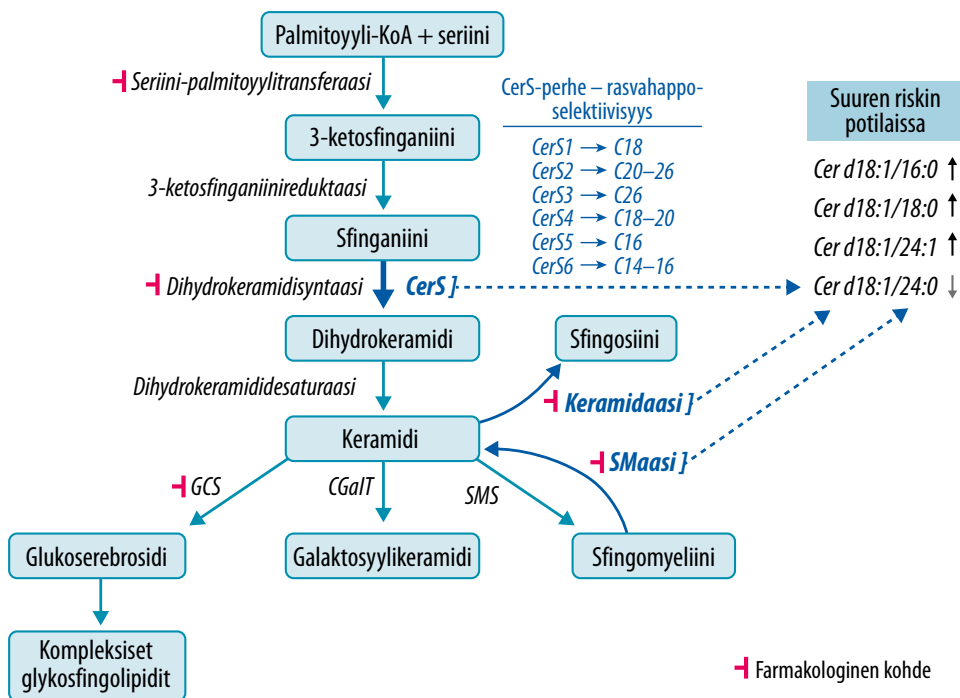 Palmitoyyli-KoA + seriini
Seriini-palmitoyylitransferaasi
3-ketosfinganiini
3-ketosfinganiinireduktaasi
Sfinganiini
Dihydrokeramidisyntaasi
CerS ]
Dihydrokeramidi
Dihydrokeramididesaturaasi
Sfingosiini
Keramidaasi ]
Keramidi
SMaasi ]
GCS
CGalT
SMS
Glukoserebrosidi
Galaktosyylikeramidi
Sfingomyeliini
Kompleksiset
glykosfingolipidit
CerS-perhe – rasvahappo-
selektiivisyys
CerS1 → C18
CerS2 → C20–26
CerS3 → C26
CerS4 → C18–20
CerS5 → C16
CerS6 → C14–16
Suuren riskin
potilaissa
Cer d18:1/16:0 ↑
Cer d18:1/18:0 ↑
Cer d18:1/24:1 ↑
Cer d18:1/24:0 ↓
Farmakologinen kohde